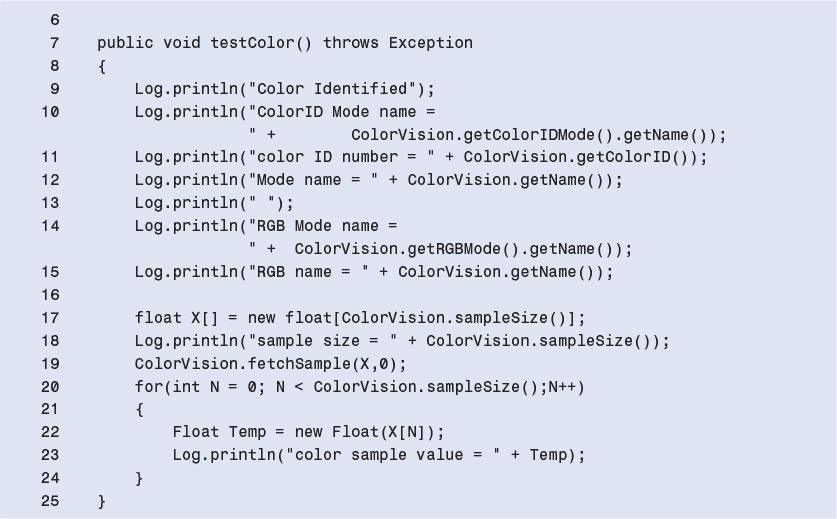 6
7 public void testColor() throws Exception
8 {
9 Log.println("Color Identified");
10 Log.println("ColorID Mode name =
" + ColorVision.getColorIDMode().getName());
11 Log.println("color ID number = " + ColorVision.getColorID());
12 Log.println("Mode name = " + ColorVision.getName());
13 Log.println(" ");
14 Log.println("RGB Mode name =
" + ColorVision.getRGBMode().getName());
15 Log.println("RGB name = " + ColorVision.getName());
16
17 float X[] = new float[ColorVision.sampleSize()];
18 Log.println("sample size = " + ColorVision.sampleSize());
19 ColorVision.fetchSample(X,0);
20 for(int N = 0; N < ColorVision.sampleSize();N++)
21 {
22 Float Temp = new Float(X[N]);
23 Log.println("color sample value = " + Temp);
24 }
25 }